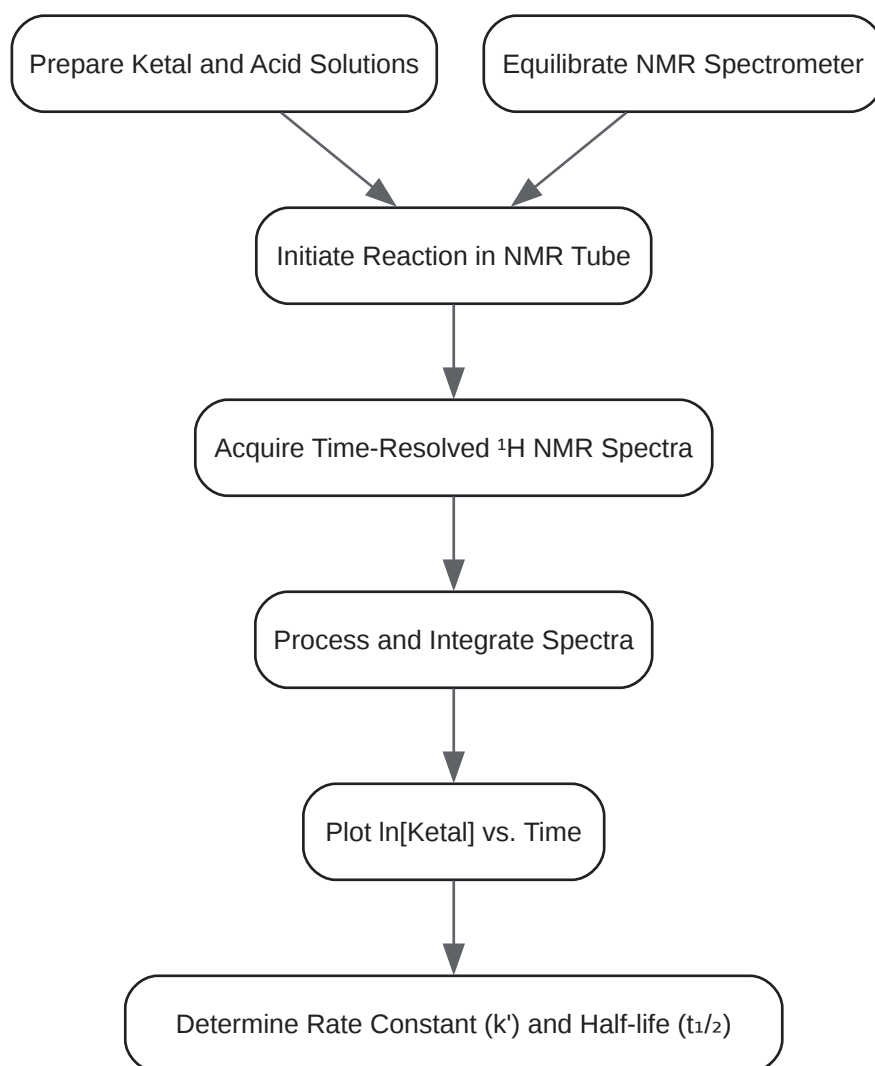 Prepare Ketal and Acid Solutions
Equilibrate NMR Spectrometer
Initiate Reaction in NMR Tube
Acquire Time-Resolved ¹H NMR Spectra
Process and Integrate Spectra
Plot ln[Ketal] vs. Time
Determine Rate Constant (k') and Half-life (t₁/₂)